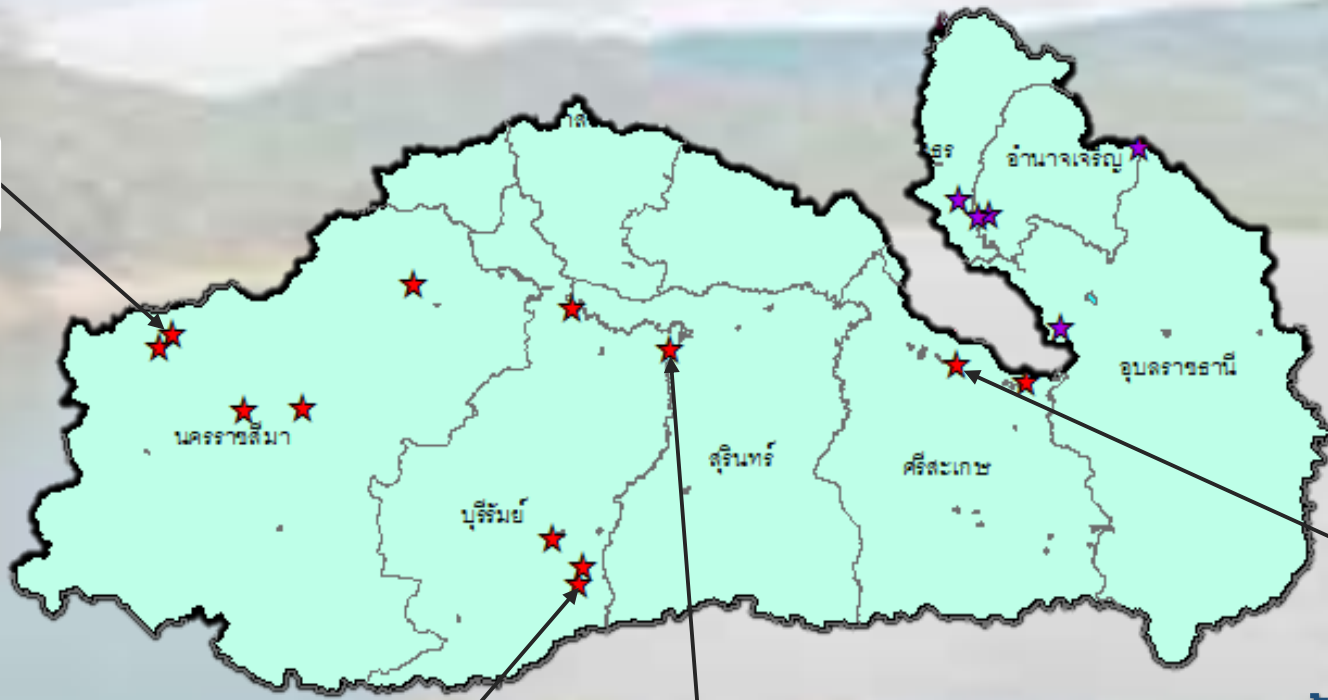 อำนาจเจริญ
อุบลราชธานี
นครราชสีมา
สุรินทร์
ศรีสะเกษ
บุรีรัมย์